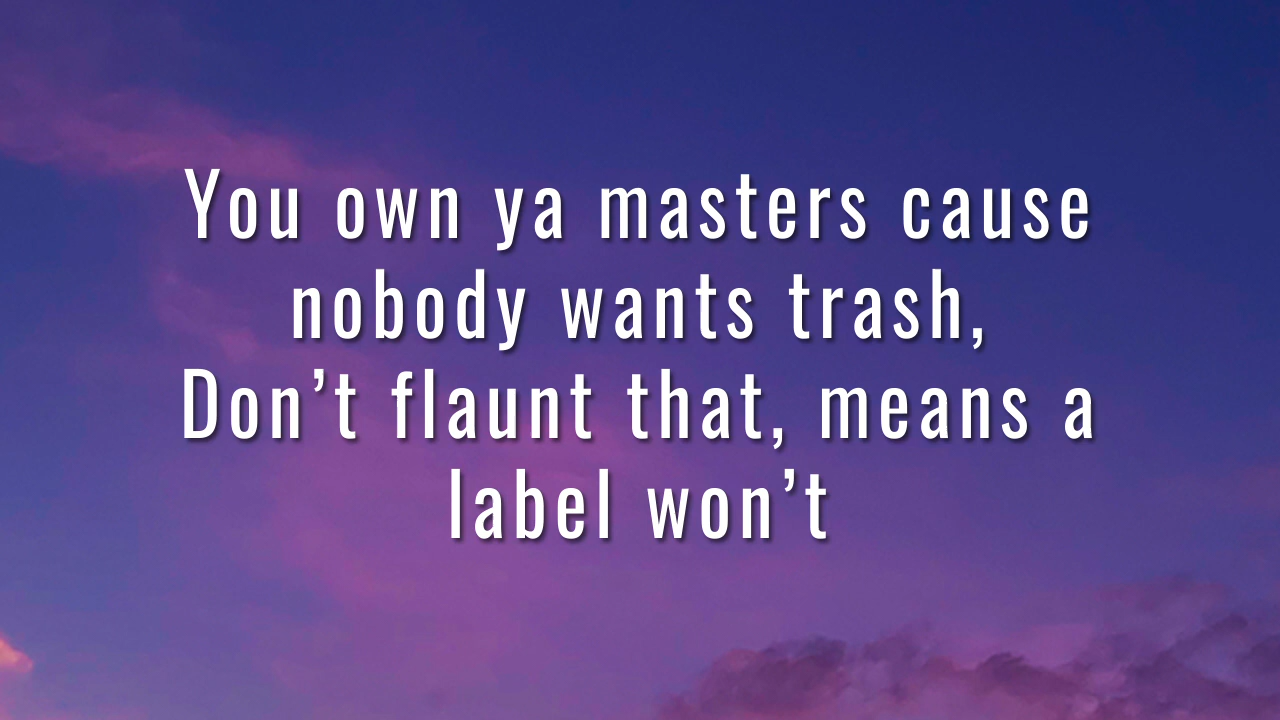 You own ya masters cause
nobody wants trash,
Don’t flaunt that, means a
label won’t